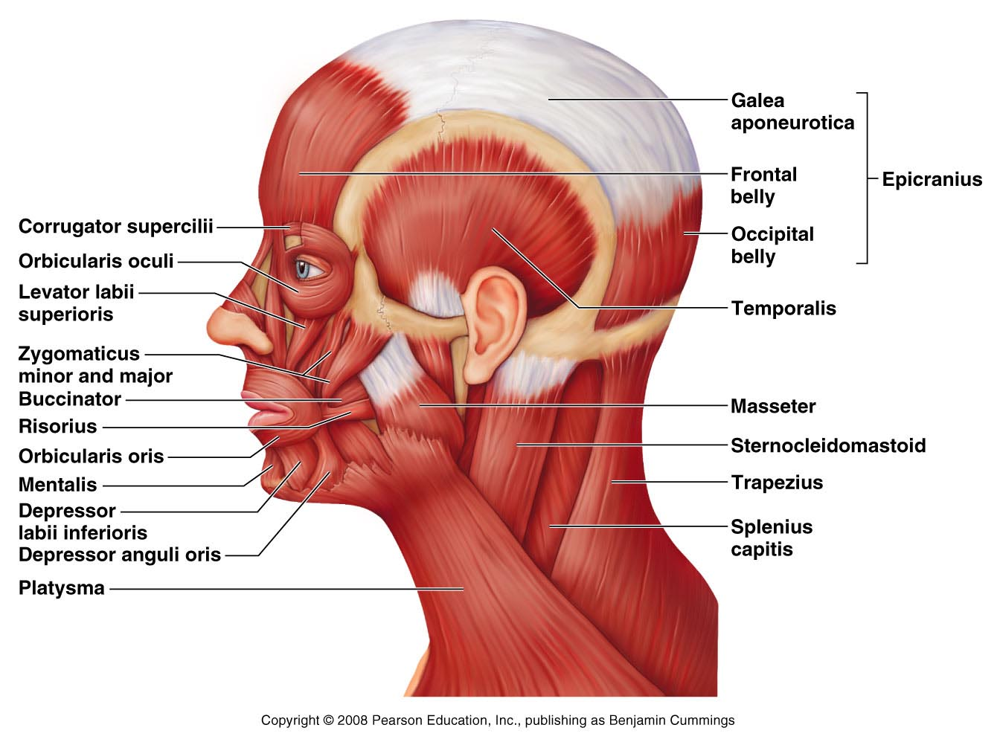 Corrugator supercilii
Orbicularis oculi
Levator labii
superioris
Zygomaticus
minor and major
Buccinator
Risorius
Orbicularis oris
Mentalis
Depressor
labii inferioris
Depressor anguli oris
Platysma
Galea
aponeurotica
Frontal
belly
Occipital
belly
Epicranius
Temporalis
Masseter
Sternocleidomastoid
Trapezius
Splenius
capitis
Copyright © 2008 Pearson Education, Inc., publishing as Benjamin Cummings